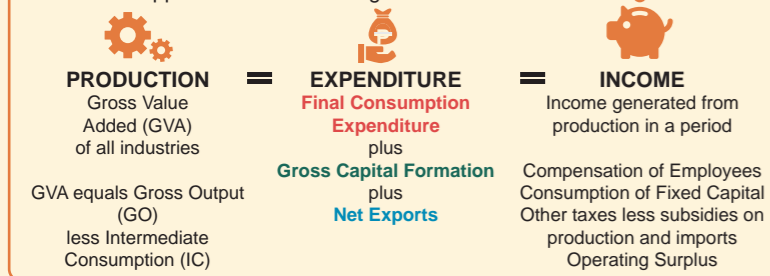 PRODUCTION
Gross Value
Added (GVA)
of all industries
GVA equals Gross Output
(GO)
less Intermediate
Consumption (IC)
=
EXPENDITURE
Final Consumption
Expenditure
plus
Gross Capital Formation
plus
Net Exports
=
INCOME
Income generated from
production in a period
Compensation of Employees
Consumption of Fixed Capital
Other taxes less subsidies on
production and imports
Operating Surplus